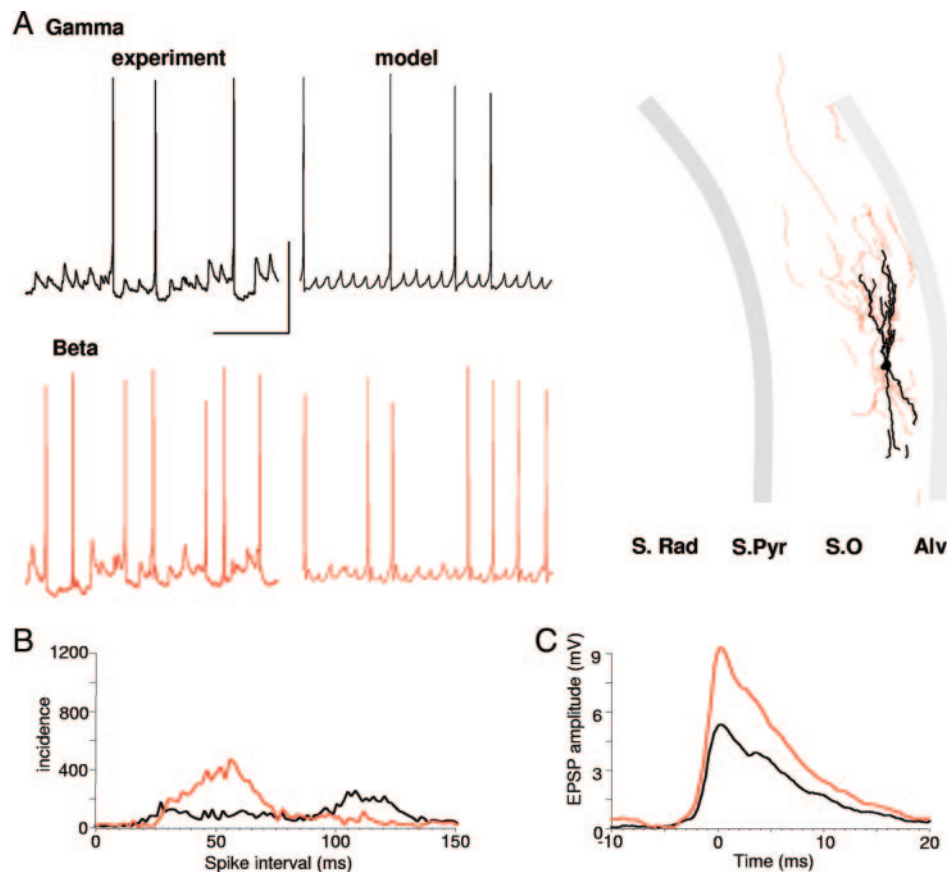 A Gamma
experiment
model
Beta
S. Rad
S.Pyr
S.O
Alv
B
1200
800
400
0
incidence
0
50
100
150
Spike interval (ms)
C
9
6
3
0
EPSP amplitude (mV)
-10
0
10
20
Time (ms)